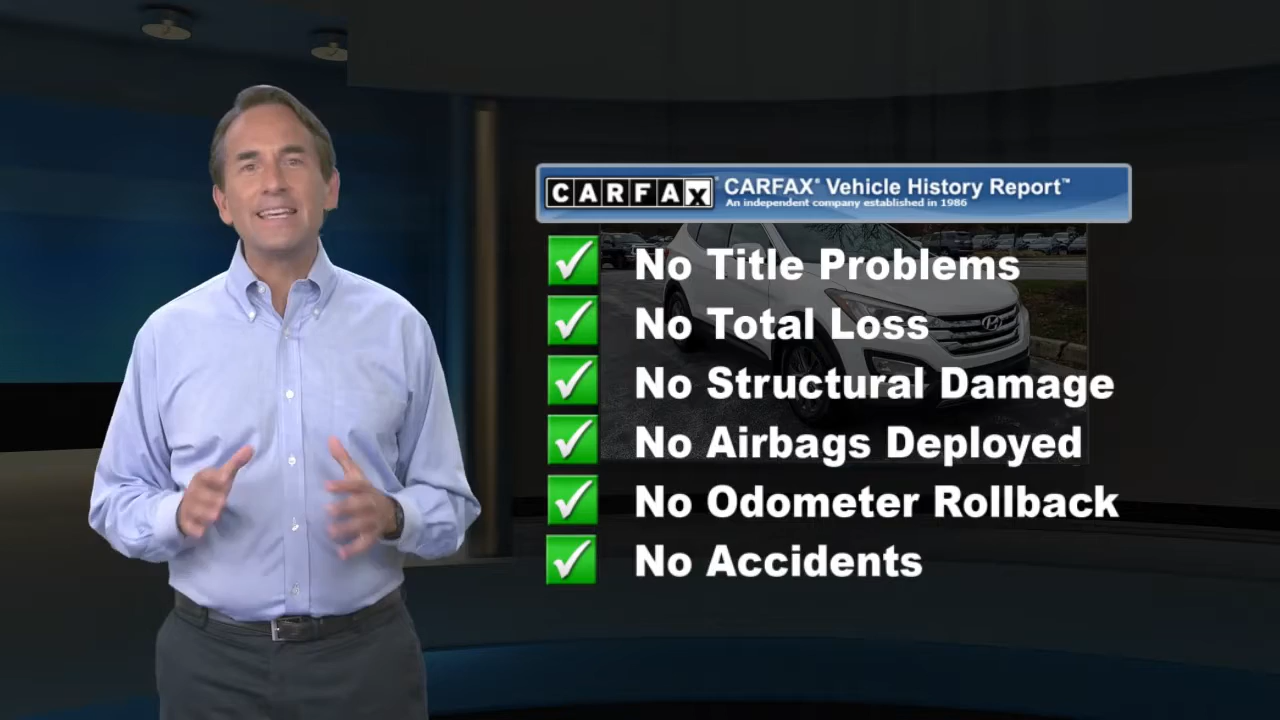 CARFAX
CARFAX® Vehicle History Report™
An independent company established in 1986
No Title Problems
No Total Loss
No Structural Damage
No Airbags Deployed
No Odometer Rollback
No Accidents